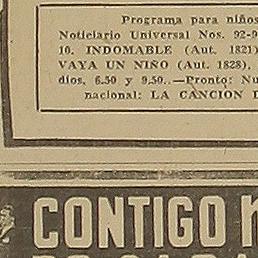 Programa para niños
Noticiario Universal Nos. 92-9
10. INDOMABLE (Aut. 1821)
VAYA UN NIÑO (Aut. 1828),
dios, 6.50 y 9.50.—Pronto: Nu
nacional: LA CANCION D
CONTIGO